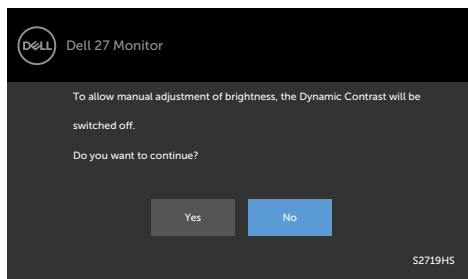 DELL Dell 27 Monitor
To allow manual adjustment of brightness, the Dynamic Contrast will be
switched off.
Do you want to continue?
Yes No
S2719HS